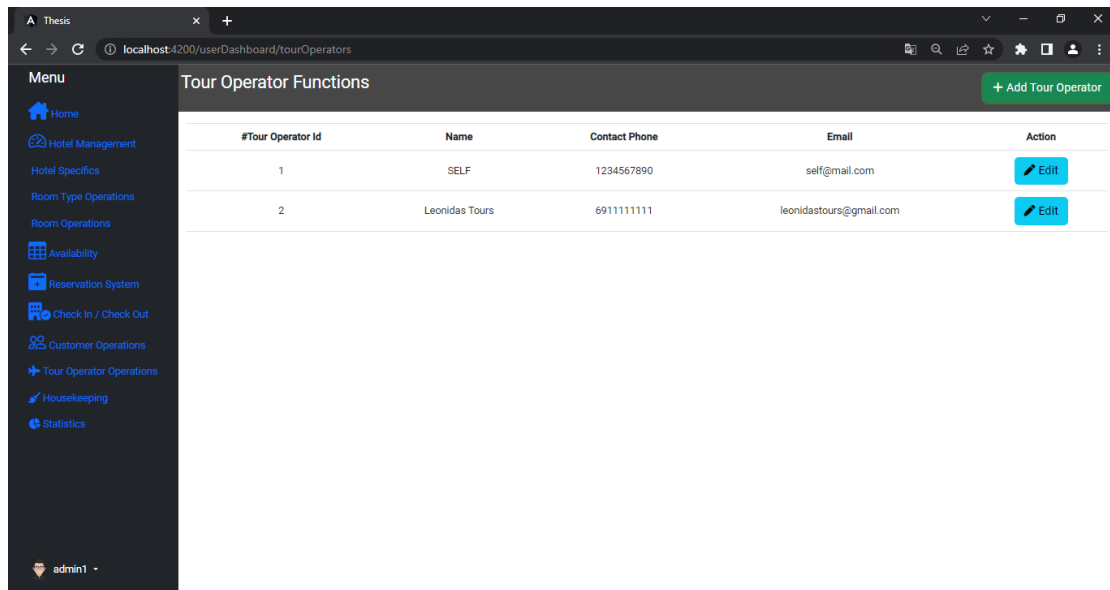 Thesis
localhost:4200/userDashboard/tourOperators
Menu
Home
Hotel Management
Hotel Specifics
Room Type Operations
Room Operations
Availability
Reservation System
Check In / Check Out
Customer Operations
Tour Operator Operations
Housekeeping
Statistics
admin1
Tour Operator Functions
+ Add Tour Operator
#Tour Operator Id Name Contact Phone Email Action
1 SELF 1234567890 self@mail.com Edit
2 Leonidas Tours 6911111111 leonidastours@gmail.com Edit